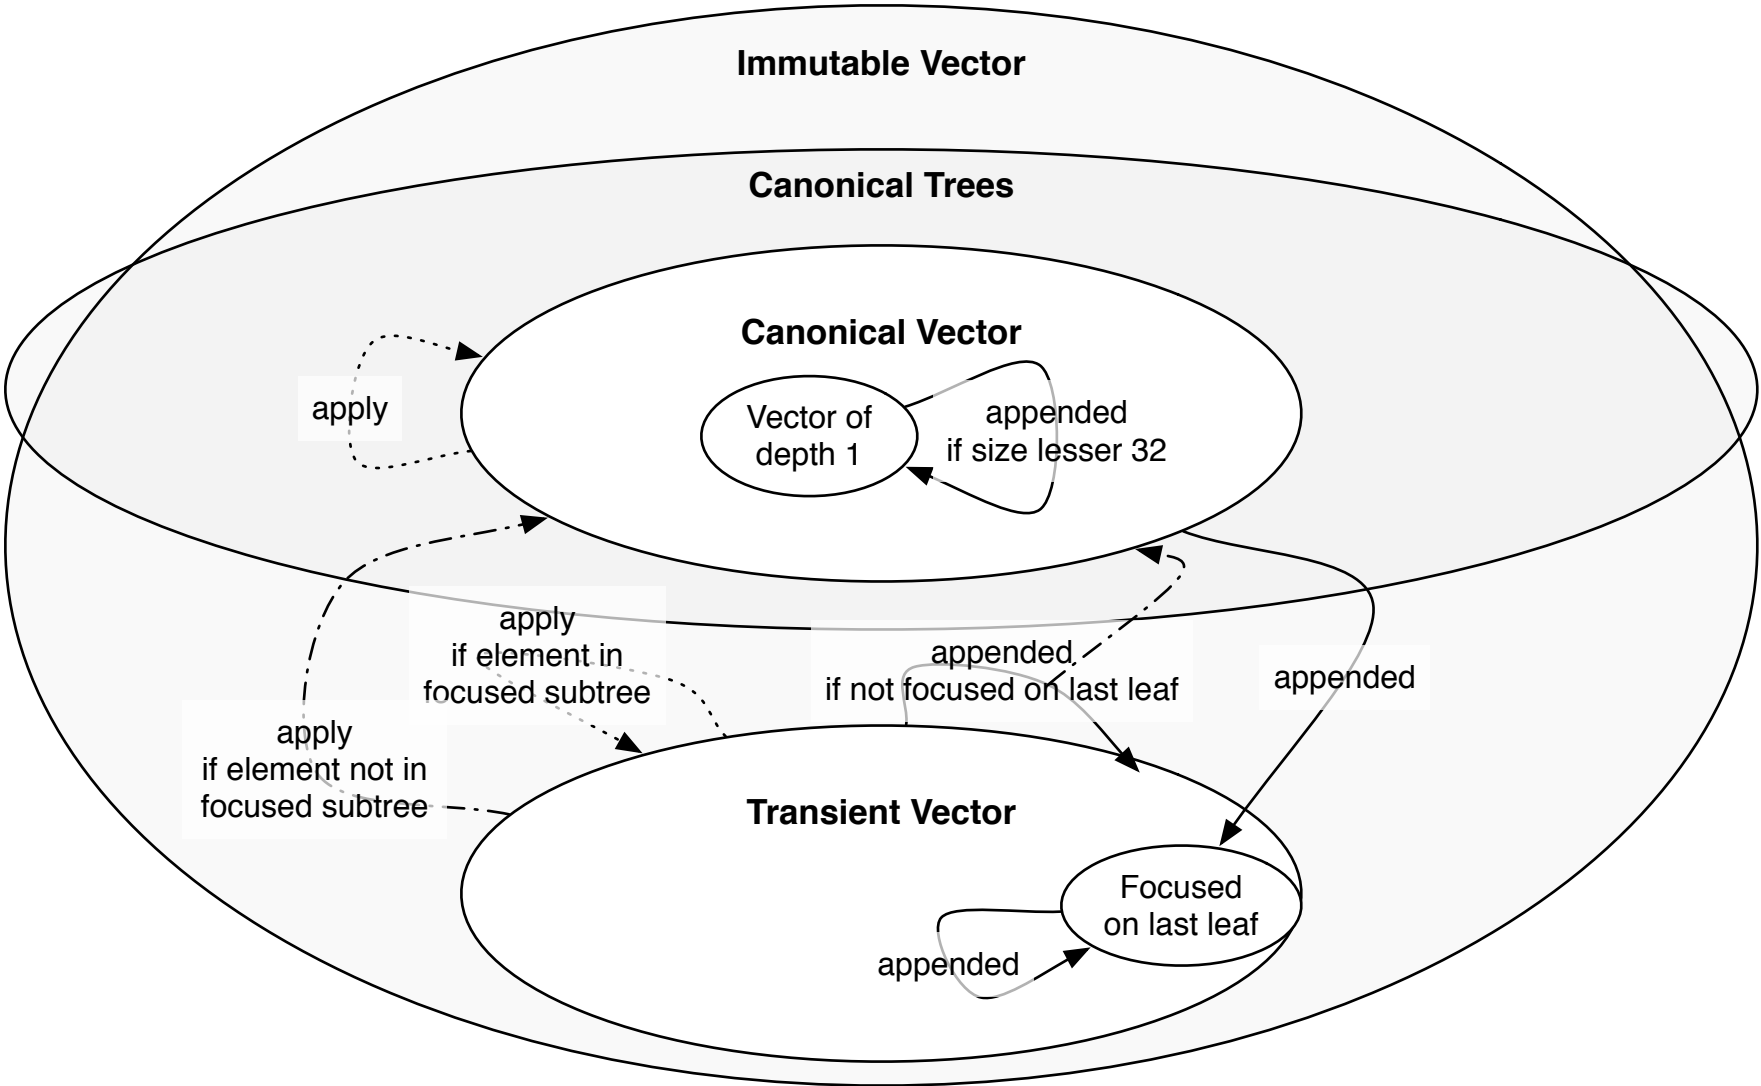 Immutable Vector
Canonical Trees
Canonical Vector
apply
Vector of
depth 1
appended
if size lesser 32
apply
if element in
focused subtree
appended
if not focused on last leaf
appended
apply
if element not in
focused subtree
Transient Vector
Focused
on last leaf
appended